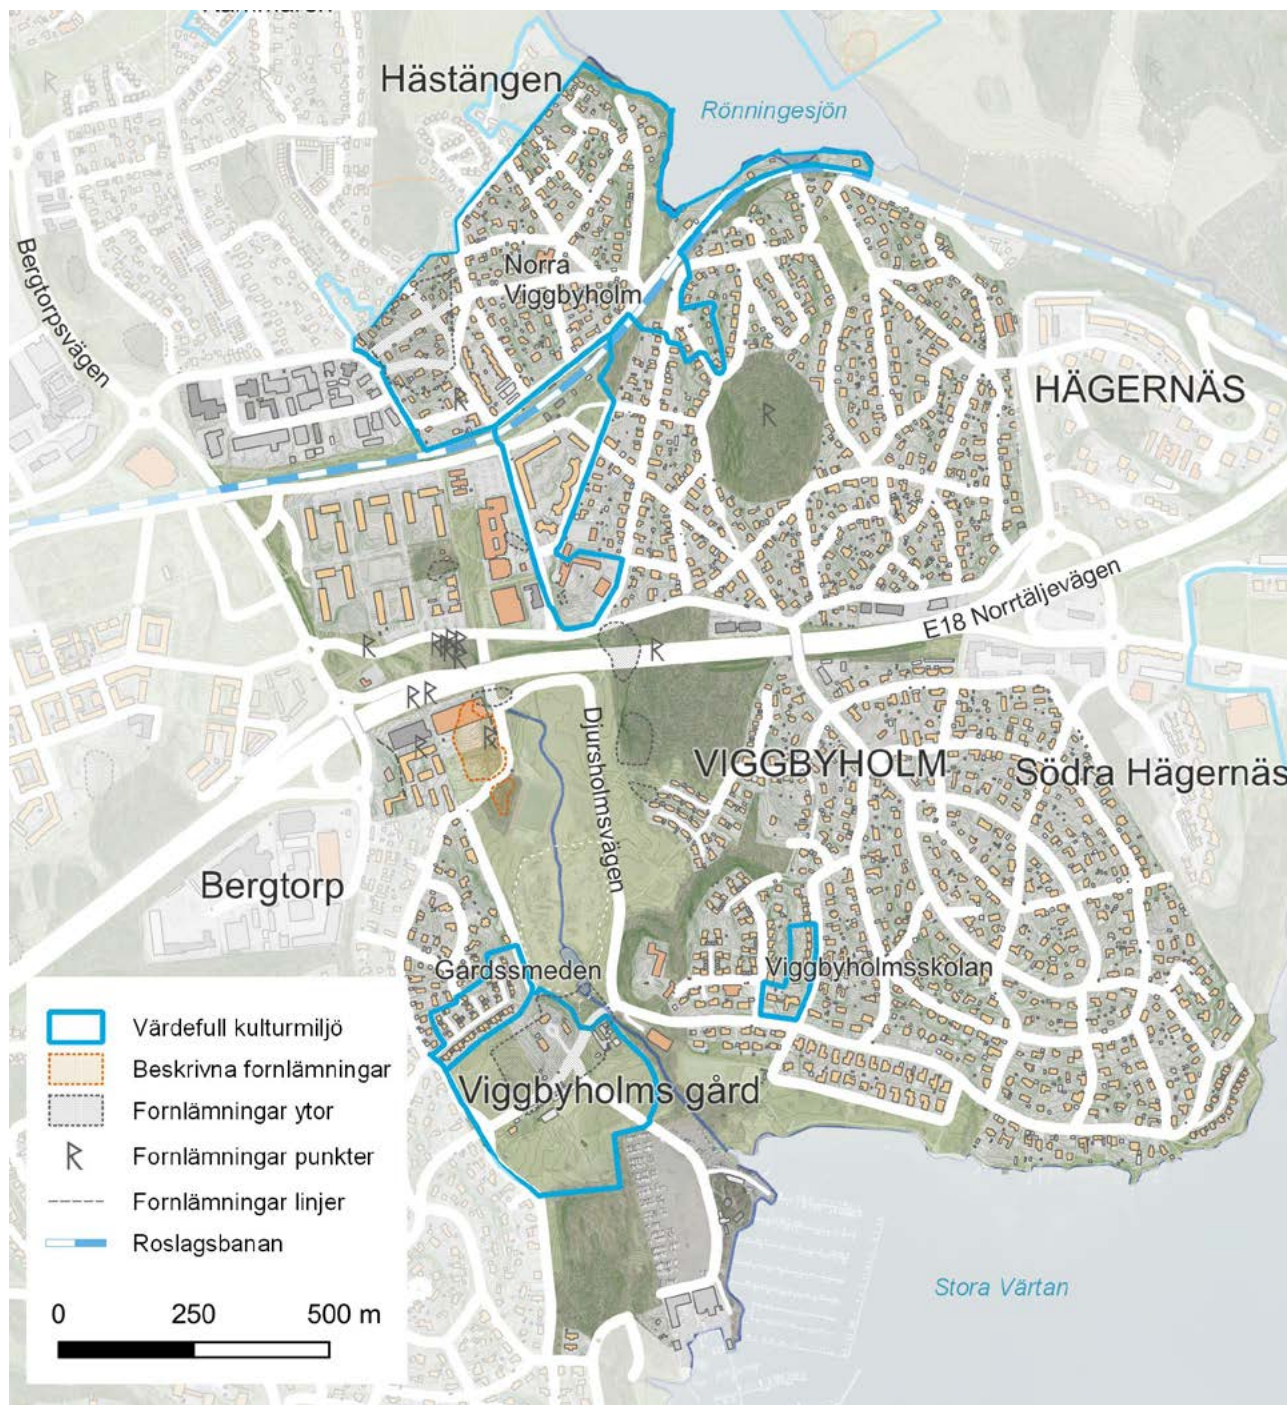 Hästängen
Rönningesjön
Bergtorpsvägen
Norra
Viggbyholm
HÄGERNÄS
E18 Norrtäljevägen
Djursholmsvägen
VIGGBYHOLM
Södra Hägernäs
Bergtorp
Gårdssmeden
Viggbyholmsskolan
Viggbyholms gård
Stora Värtan
Värdefull kulturmiljö
Beskrivna fornlämningar
Fornlämningar ytor
Fornlämningar punkter
Fornlämningar linjer
Roslagsbanan
0 250 500 m